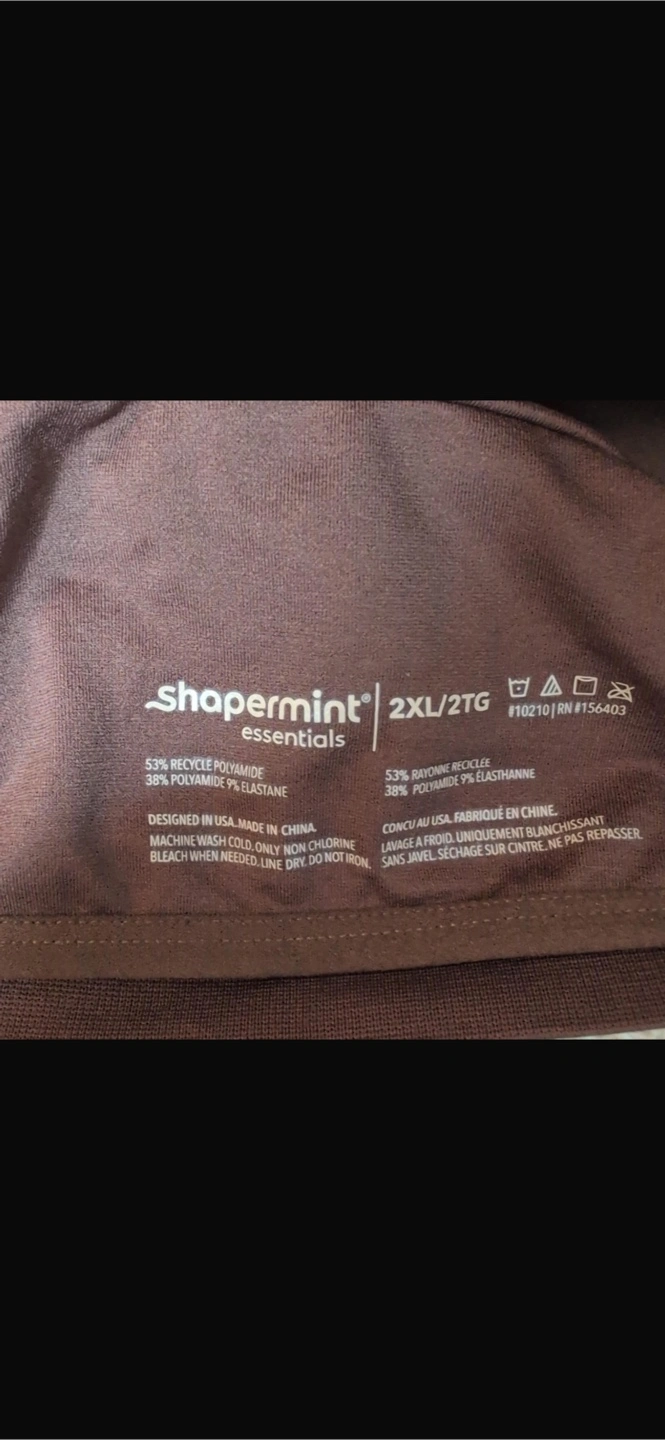 shapermint®
essentials
2XL/2TG
#10210 | RN #156403
53% RECYCLE POLYAMIDE
38% POLYAMIDE 9% ELASTANE
DESIGNED IN USA.MADE IN CHINA.
MACHINE WASH COLD.ONLY NON CHLORINE
BLEACH WHEN NEEDED. LINE DRY. DO NOT IRON.
53% RAYONNE RECICLÉE
38% POLYAMIDE 9% ÉLASTHANNE
CONCU AU USA. FABRIQUÉ EN CHINE.
LAVAGE A FROID. UNIQUEMENT BLANCHISSANT
SANS JAVEL. SÉCHAGE SUR CINTRE. NE PAS REPASSER.